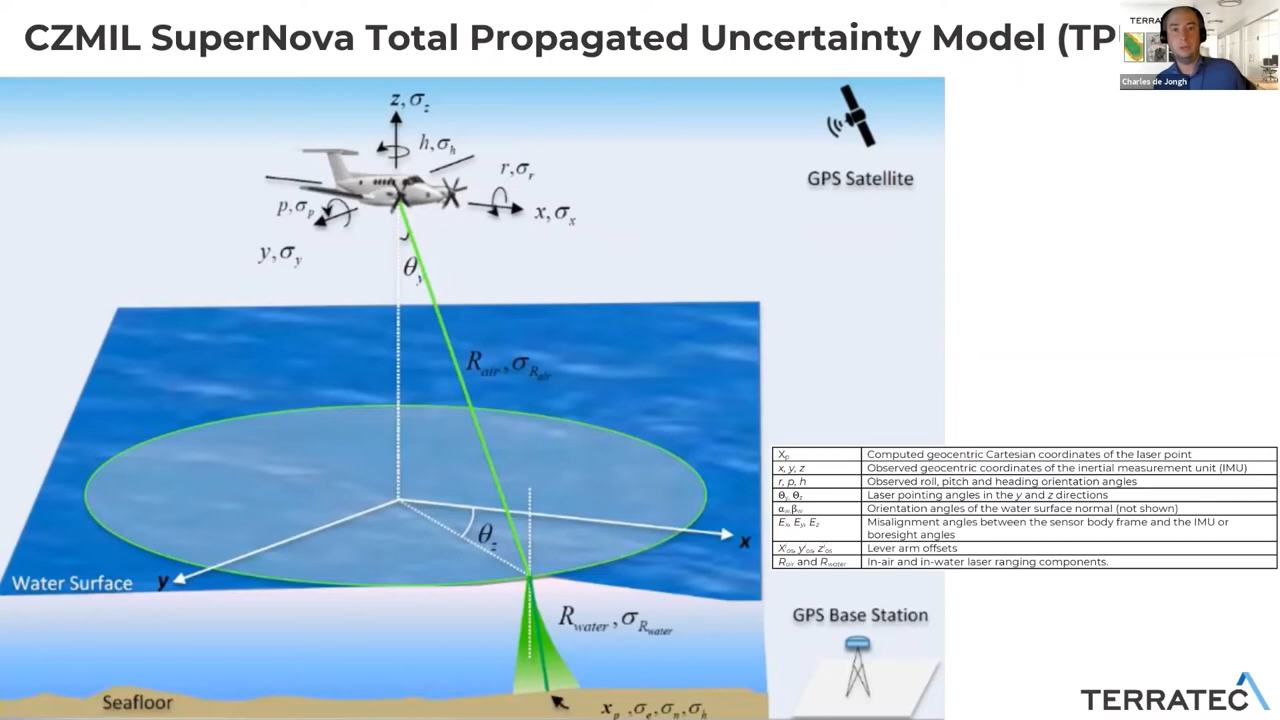 CZMIL SuperNova Total Propagated Uncertainty Model (TP
TERRATEC
Charles de Jongh
z, σz
h, σh
r, σr
p, σp
x, σx
y, σy
θy
GPS Satellite
Rair, σRair
Xp Computed geocentric Cartesian coordinates of the laser point
x, y, z Observed geocentric coordinates of the inertial measurement unit (IMU)
r, p, h Observed roll, pitch and heading orientation angles
θy, θz Laser pointing angles in the y and z directions
αw,βw Orientation angles of the water surface normal (not shown)
Ex, Ey, Ez Misalignment angles between the sensor body frame and the IMU or
boresight angles
Xos, yos, zos Lever arm offsets
Rair and Rwater In-air and in-water laser ranging components.
θz
x
Water Surface
y
Rwater, σRwater
GPS Base Station
Seafloor
xp, σe, σn, σh
TERRATEC